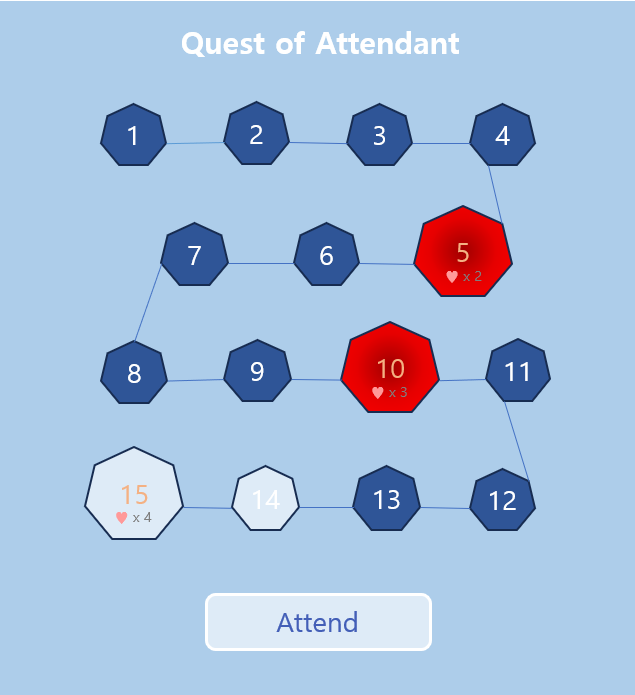 Quest of Attendant
1 2 3 4
7 6 5
♥ x 2
8 9 10 11
♥ x 3
15 14 13 12
♥ x 4
Attend